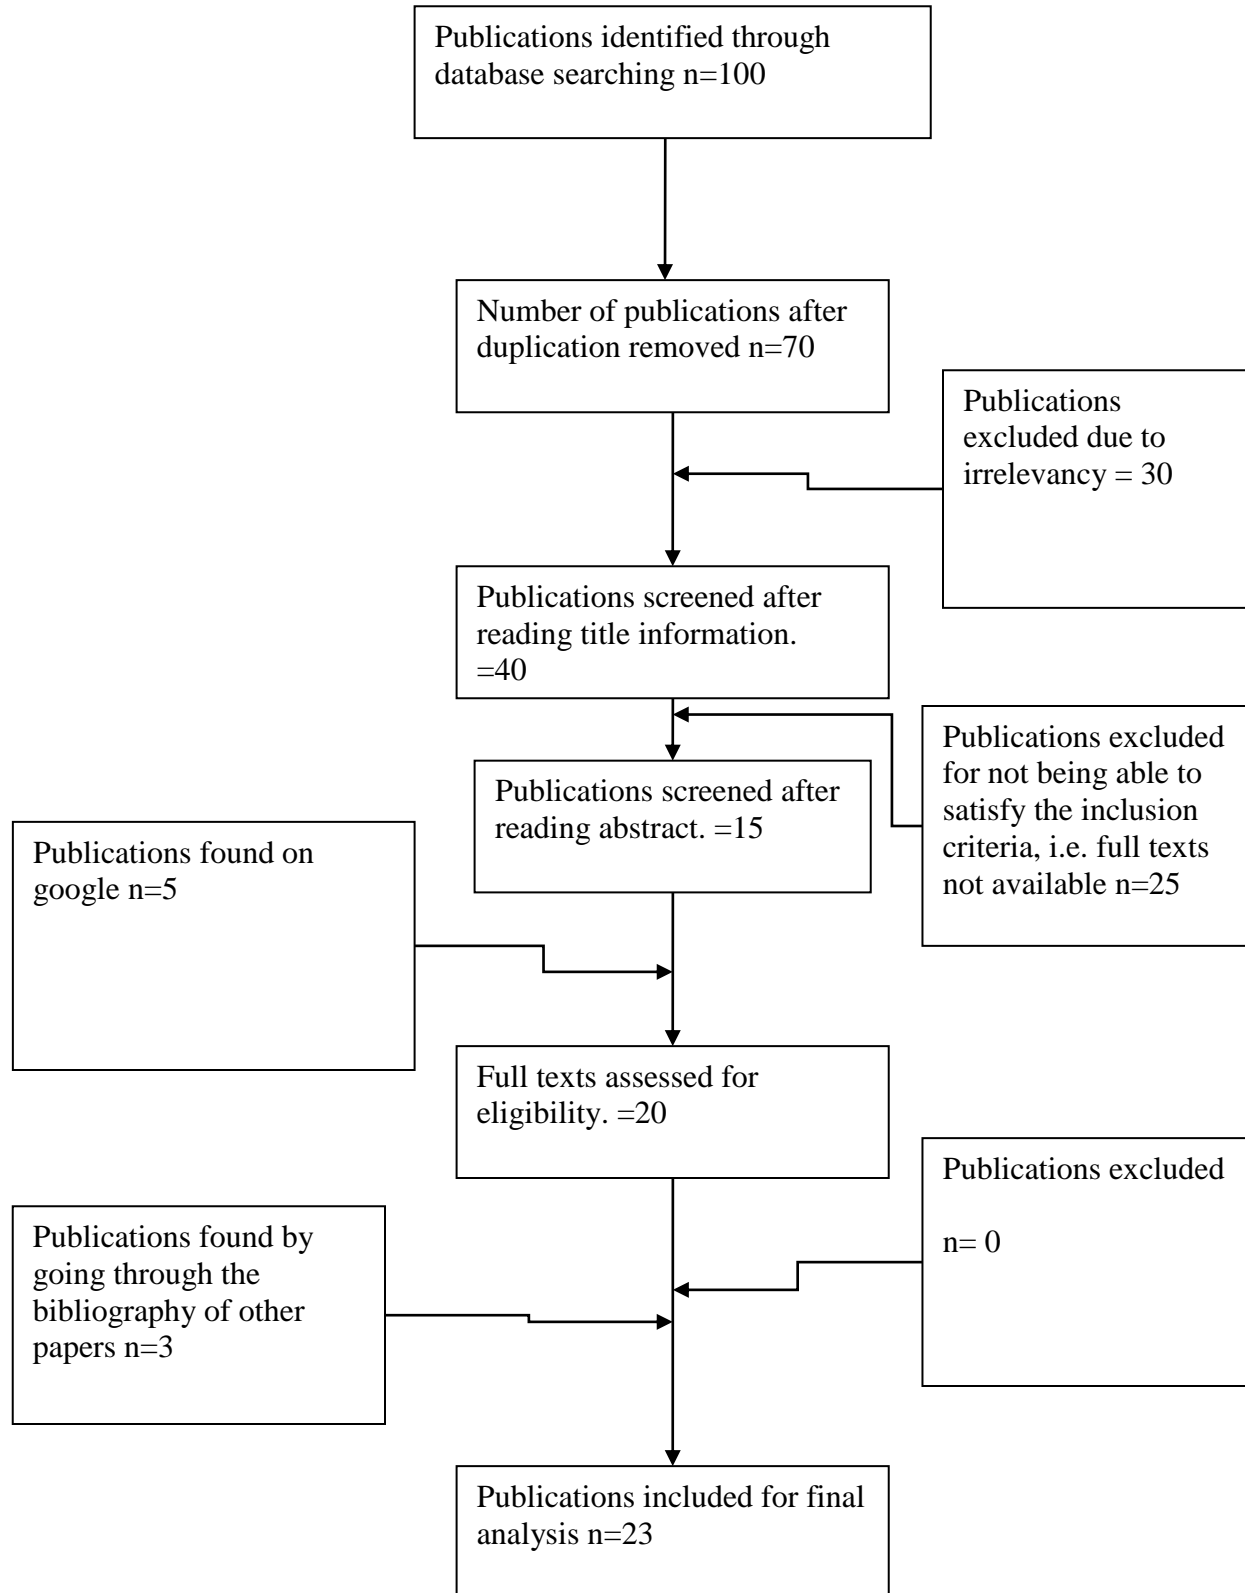 Publications identified through
database searching n=100
Number of publications after
duplication removed n=70
Publications
excluded due to
irrelevancy = 30
Publications screened after
reading title information.
=40
Publications excluded
for not being able to
satisfy the inclusion
criteria, i.e. full texts
not available n=25
Publications screened after
reading abstract. =15
Publications found on
google n=5
Full texts assessed for
eligibility. =20
Publications excluded
n= 0
Publications found by
going through the
bibliography of other
papers n=3
Publications included for final
analysis n=23